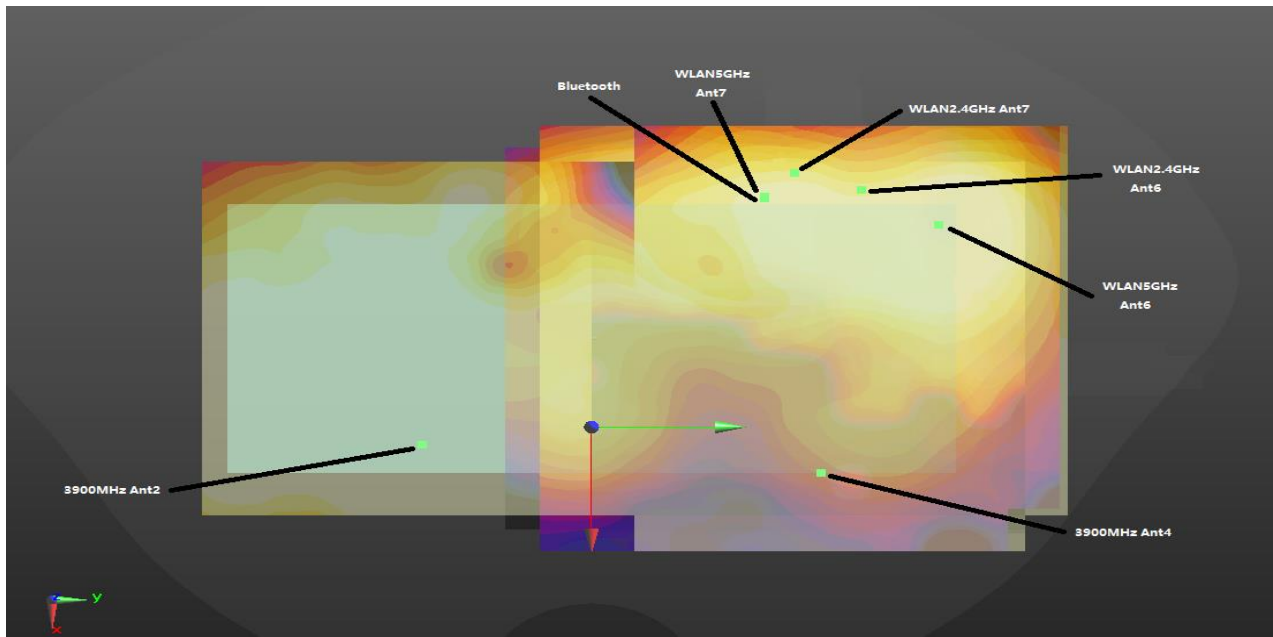 WLAN5GHz
Ant7
Bluetooth
WLAN2.4GHz Ant7
WLAN2.4GHz
Ant6
WLAN5GHz
Ant6
3900MHz Ant2
3900MHz Ant4
y
x